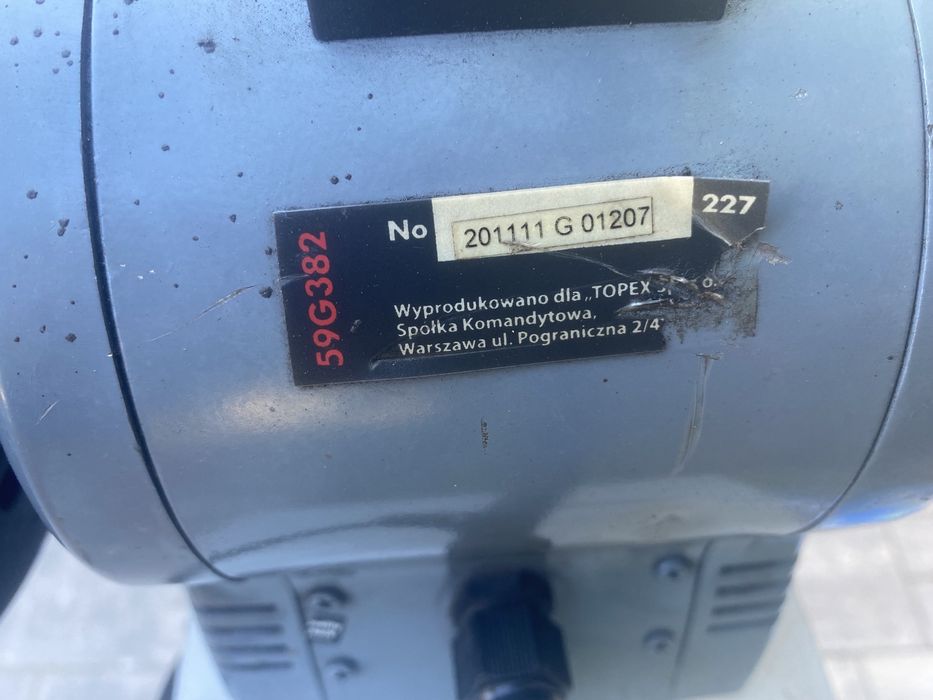 59G382
No 201111 G 01207 227
Wyprodukowano dla „TOPEX
Spółka Komandytowa,
Warszawa ul. Pograniczna 2/4